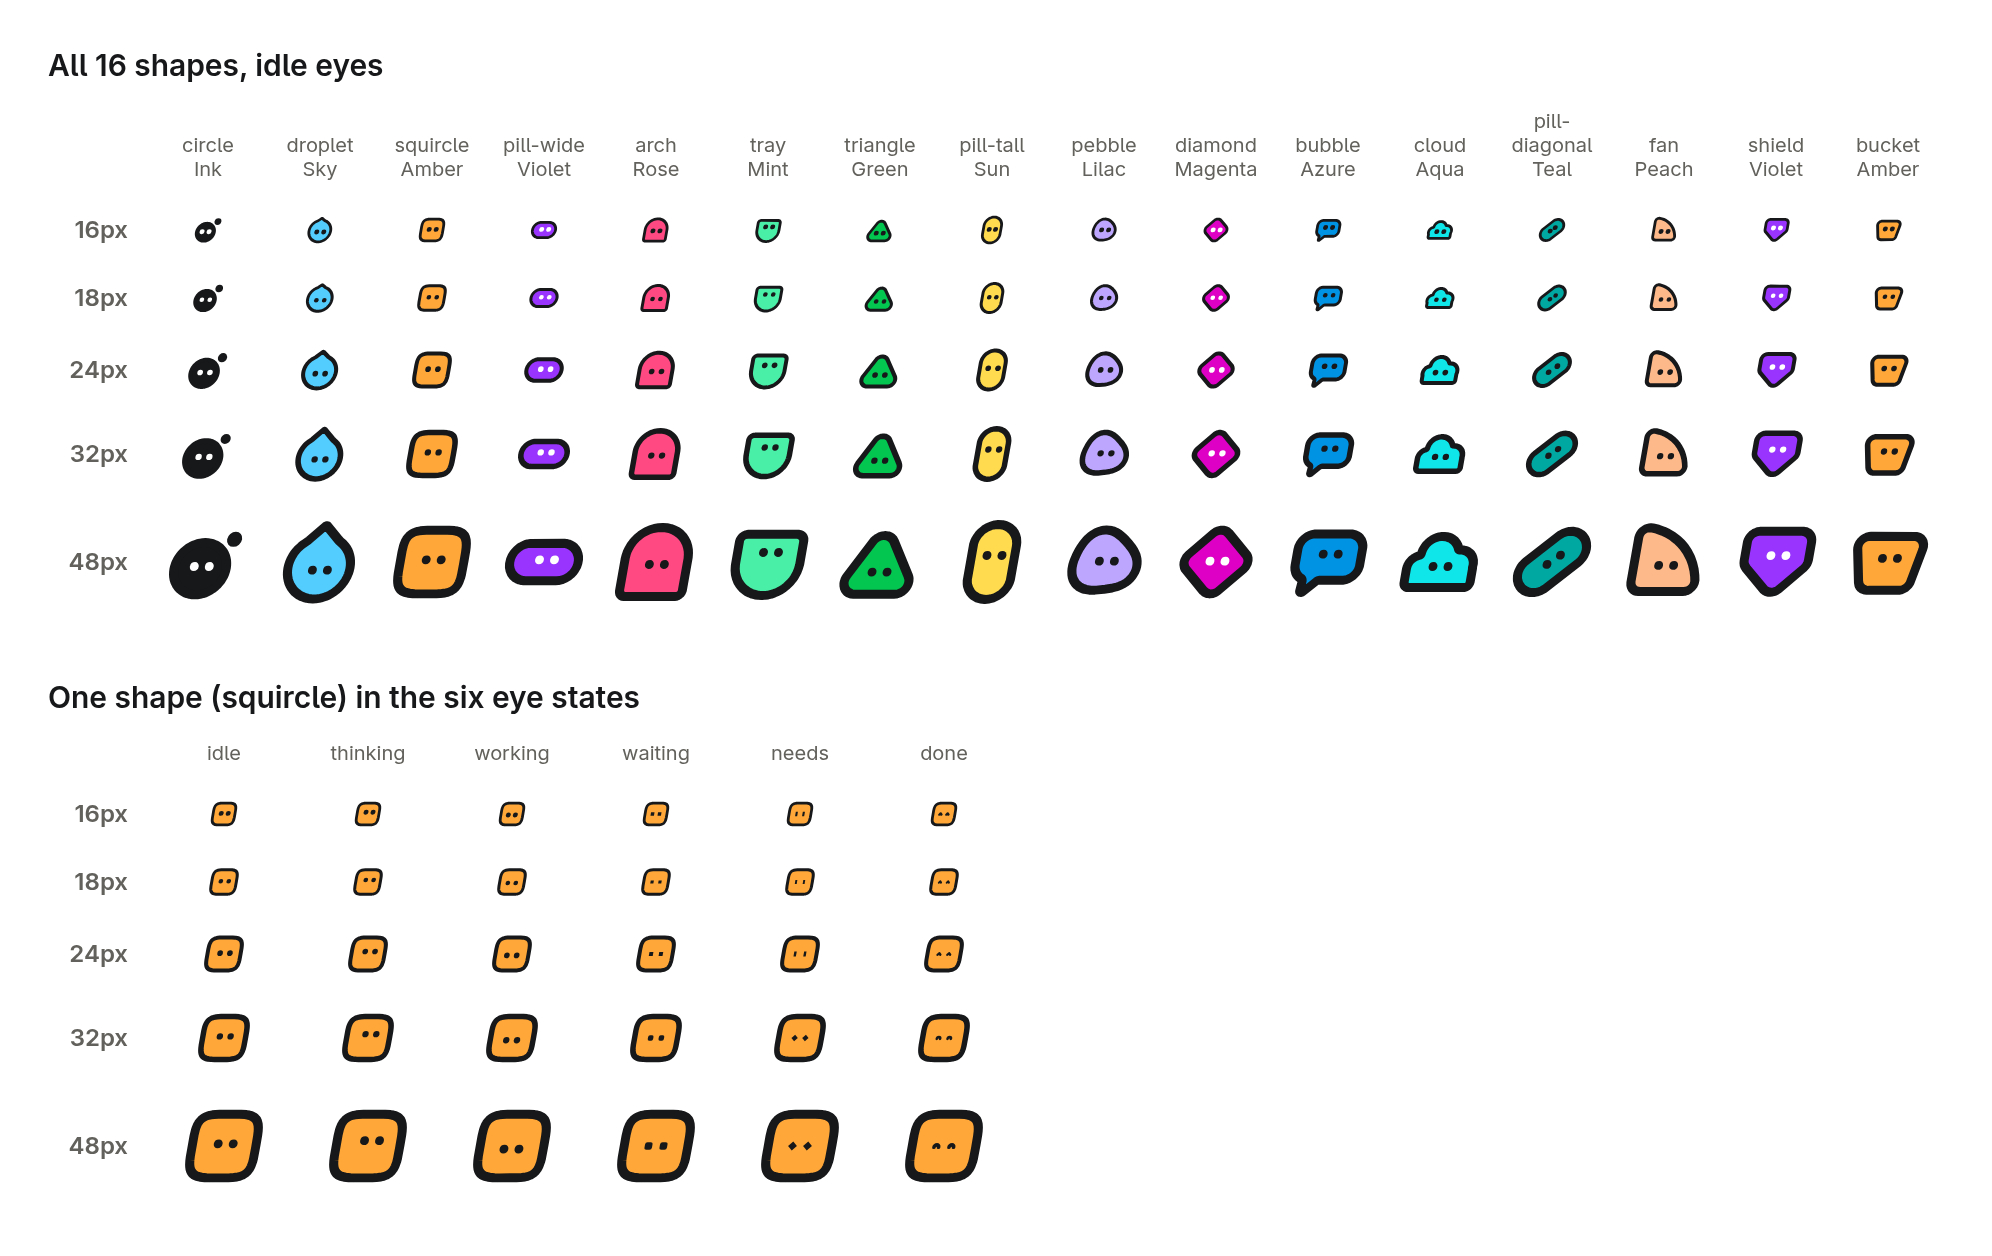 All 16 shapes, idle eyes
circle Ink
droplet Sky
squircle Amber
pill-wide Violet
arch Rose
tray Mint
triangle Green
pill-tall Sun
pebble Lilac
diamond Magenta
bubble Azure
cloud Aqua
pill-diagonal Teal
fan Peach
shield Violet
bucket Amber
16px
18px
24px
32px
48px
One shape (squircle) in the six eye states
idle thinking working waiting needs done
16px
18px
24px
32px
48px